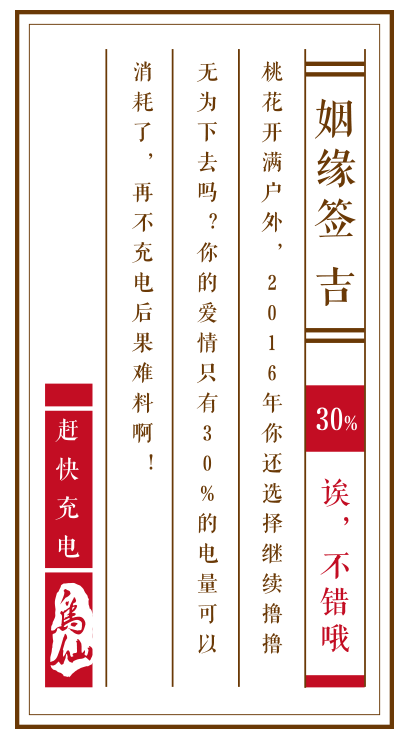 姻缘签 吉
30%
诶，不错哦
桃花开满户外，2016年你还选择继续撸撸
无为下去吗？你的爱情只有30%的电量可以
消耗了，再不充电后果难料啊！
赶快充电
为仙